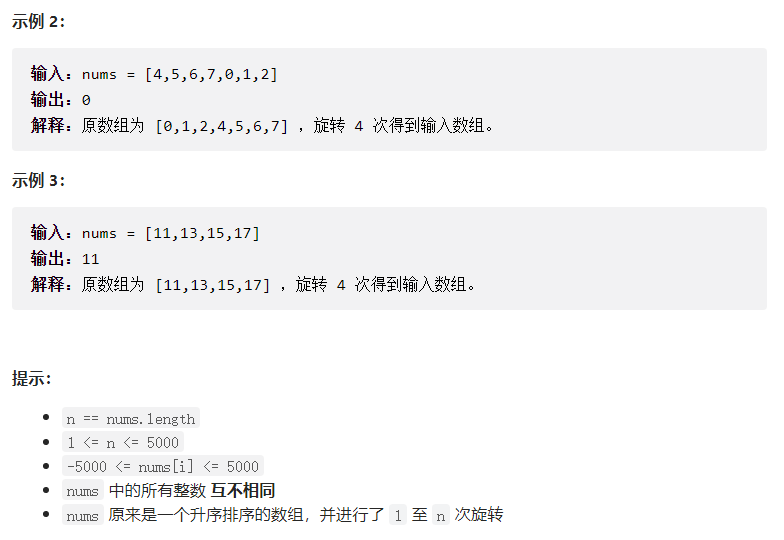 示例 2：
输入：nums = [4,5,6,7,0,1,2]
输出：0
解释：原数组为 [0,1,2,4,5,6,7] ，旋转 4 次得到输入数组。
示例 3：
输入：nums = [11,13,15,17]
输出：11
解释：原数组为 [11,13,15,17] ，旋转 4 次得到输入数组。
提示：
n == nums.length
1 <= n <= 5000
-5000 <= nums[i] <= 5000
nums 中的所有整数 互不相同
nums 原来是一个升序排序的数组，并进行了 1 至 n 次旋转